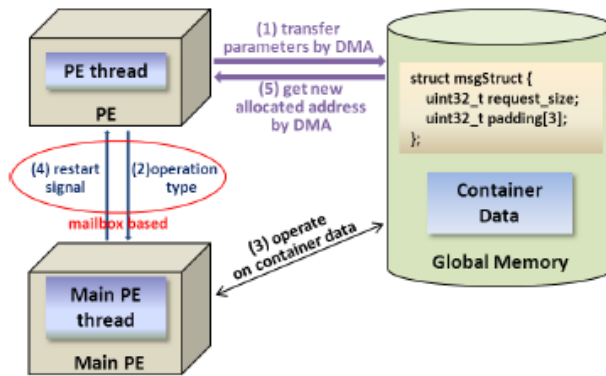 (1) transfer
parameters by DMA
PE thread
PE
(5) get new
allocated address
by DMA
struct msgStruct {
uint32_t request_size;
uint32_t padding[3];
};
(4) restart
signal
(2)operation
type
mailbox based
Container
Data
Global Memory
(3) operate
on container data
Main PE
thread
Main PE